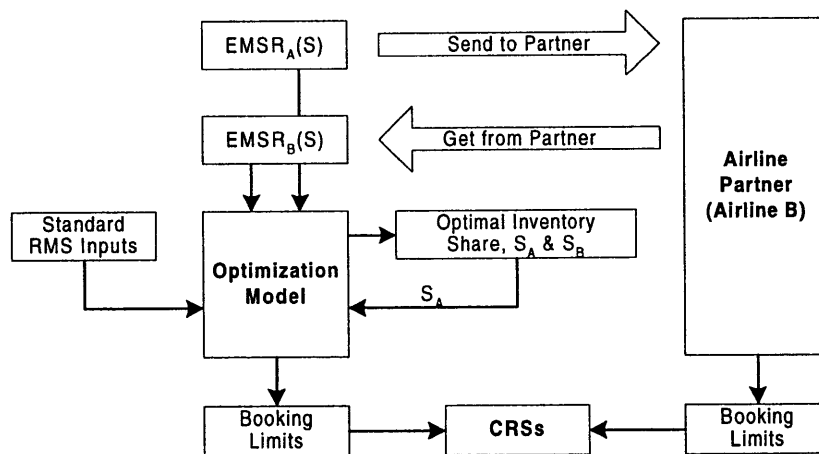 EMSR_A(S)
Send to Partner
EMSR_B(S)
Get from Partner
Airline
Partner
(Airline B)
Standard
RMS Inputs
Optimization
Model
Optimal Inventory
Share, S_A & S_B
S_A
Booking
Limits
CRSs
Booking
Limits